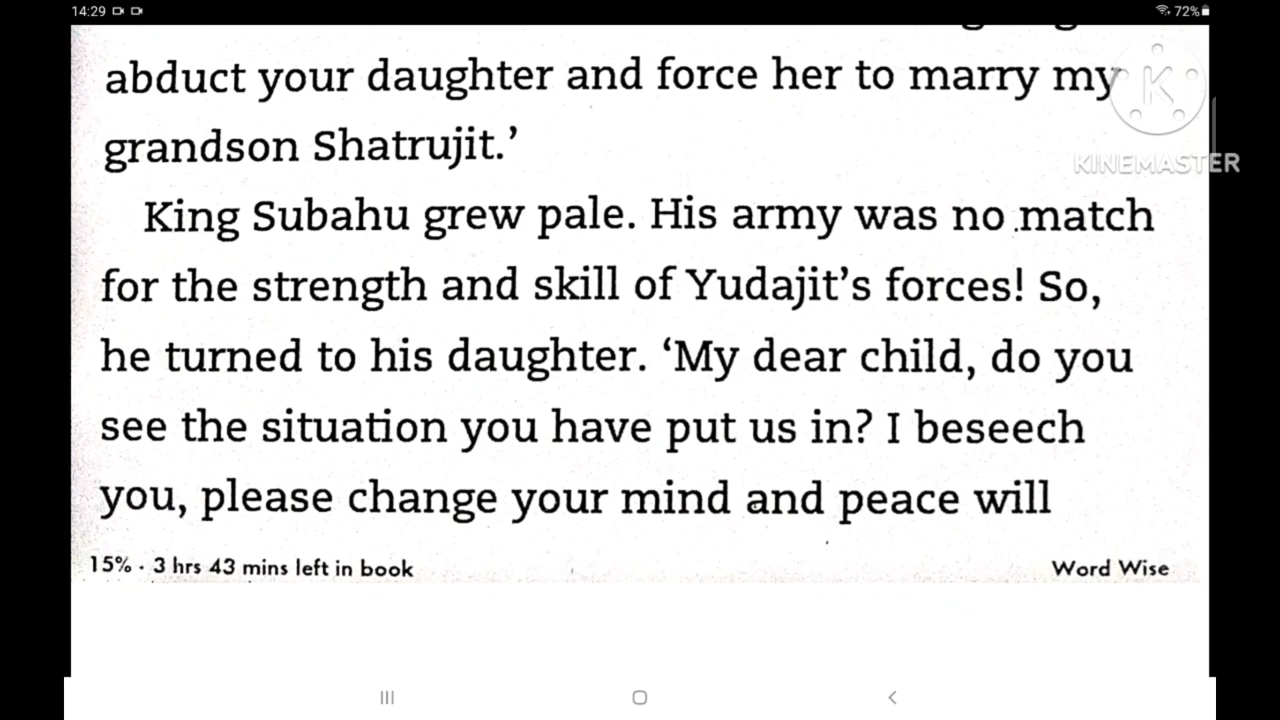 14:29
72%
abduct your daughter and force her to marry my
grandson Shatrujit.’
KINEMASTER
King Subahu grew pale. His army was no match
for the strength and skill of Yudajit’s forces! So,
he turned to his daughter. ‘My dear child, do you
see the situation you have put us in? I beseech
you, please change your mind and peace will
15% · 3 hrs 43 mins left in book
Word Wise